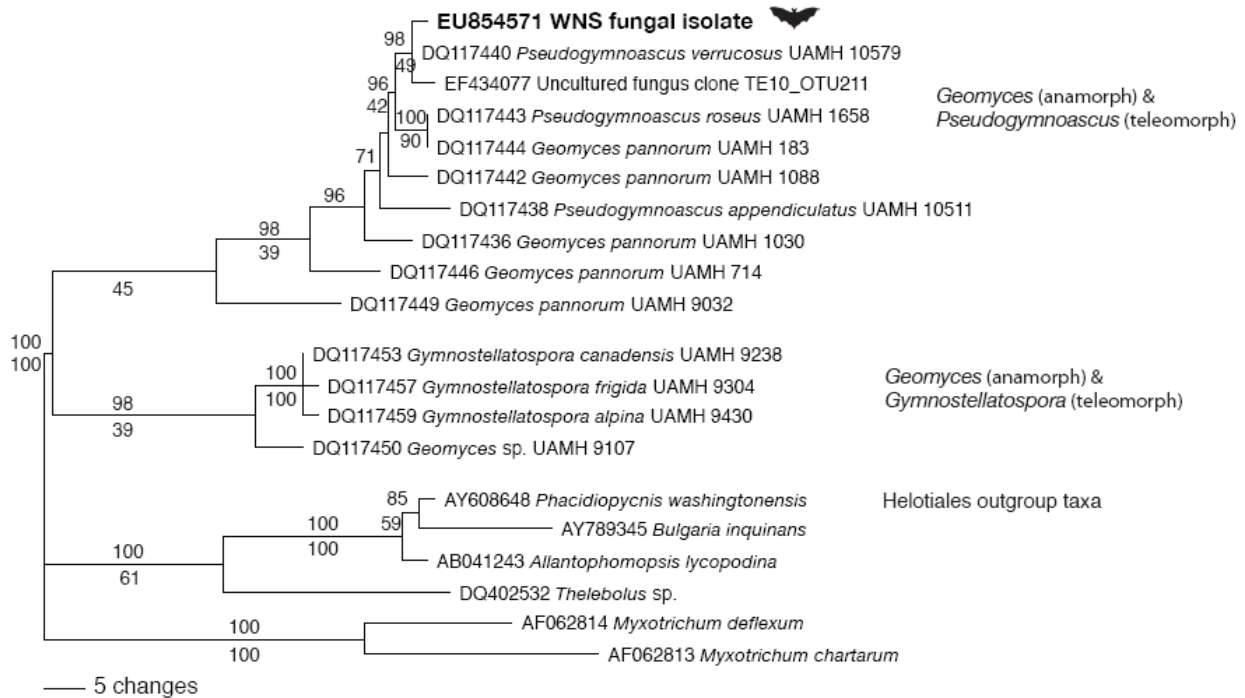 EU854571 WNS fungal isolate
98
DQ117440 Pseudogymnoascus verrucosus UAMH 10579
49
EF434077 Uncultured fungus clone TE10_OTU211
96
42
Geomyces (anamorph) &
Pseudogymnoascus (teleomorph)
100
DQ117443 Pseudogymnoascus roseus UAMH 1658
90
DQ117444 Geomyces pannorum UAMH 183
71
DQ117442 Geomyces pannorum UAMH 1088
96
DQ117438 Pseudogymnoascus appendiculatus UAMH 10511
98
39
DQ117436 Geomyces pannorum UAMH 1030
DQ117446 Geomyces pannorum UAMH 714
45
DQ117449 Geomyces pannorum UAMH 9032
100
100
DQ117453 Gymnostellatospora canadensis UAMH 9238
100
100
DQ117457 Gymnostellatospora frigida UAMH 9304
Geomyces (anamorph) &
Gymnostellatospora (teleomorph)
98
39
DQ117459 Gymnostellatospora alpina UAMH 9430
DQ117450 Geomyces sp. UAMH 9107
85
AY608648 Phacidiopycnis washingtonensis
Helotiales outgroup taxa
59
100
100
AY789345 Bulgaria inquinans
100
61
AB041243 Allantophomopsis lycopodina
DQ402532 Thelebolus sp.
AF062814 Myxotrichum deflexum
100
100
AF062813 Myxotrichum chartarum
5 changes